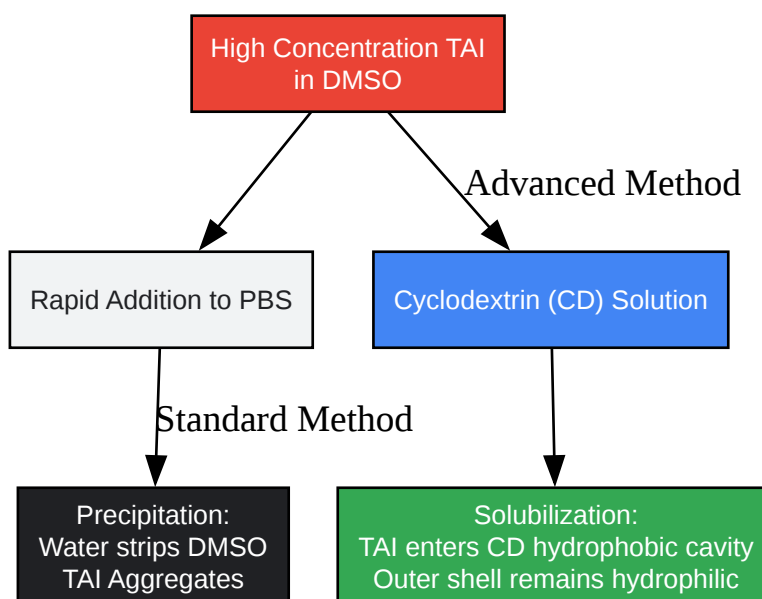 High Concentration TAI
in DMSO
Advanced Method
Rapid Addition to PBS
Cyclodextrin (CD) Solution
Standard Method
Precipitation:
Water strips DMSO
TAI Aggregates
Solubilization:
TAI enters CD hydrophobic cavity
Outer shell remains hydrophilic